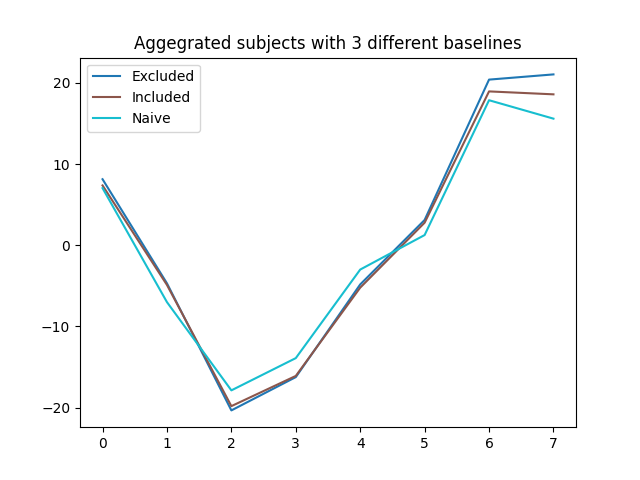 Aggegrated subjects with 3 different baselines
Excluded
Included
Naive
20
10
0
−10
−20
0 1 2 3 4 5 6 7